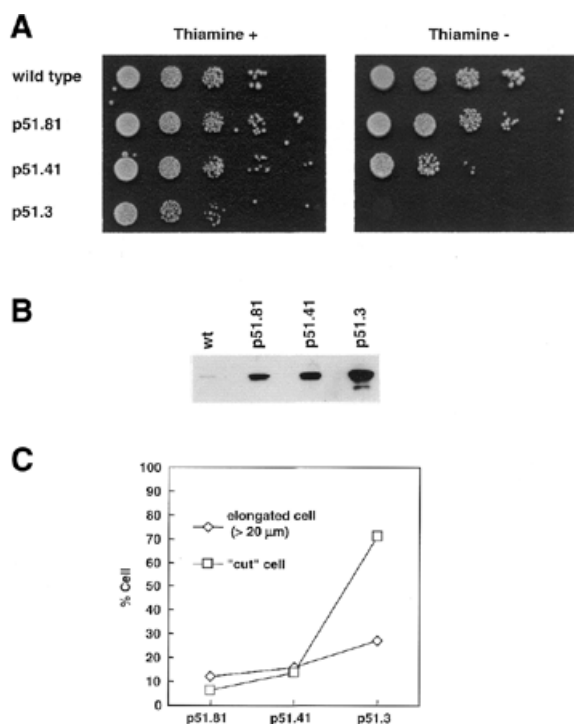 A
Thiamine +
Thiamine -
wild type
p51.81
p51.41
p51.3
B
wt
p51.81
p51.41
p51.3
C
% Cell
100
90
80
70
60
50
40
30
20
10
0
elongated cell
(> 20 μm)
"cut" cell
p51.81
p51.41
p51.3